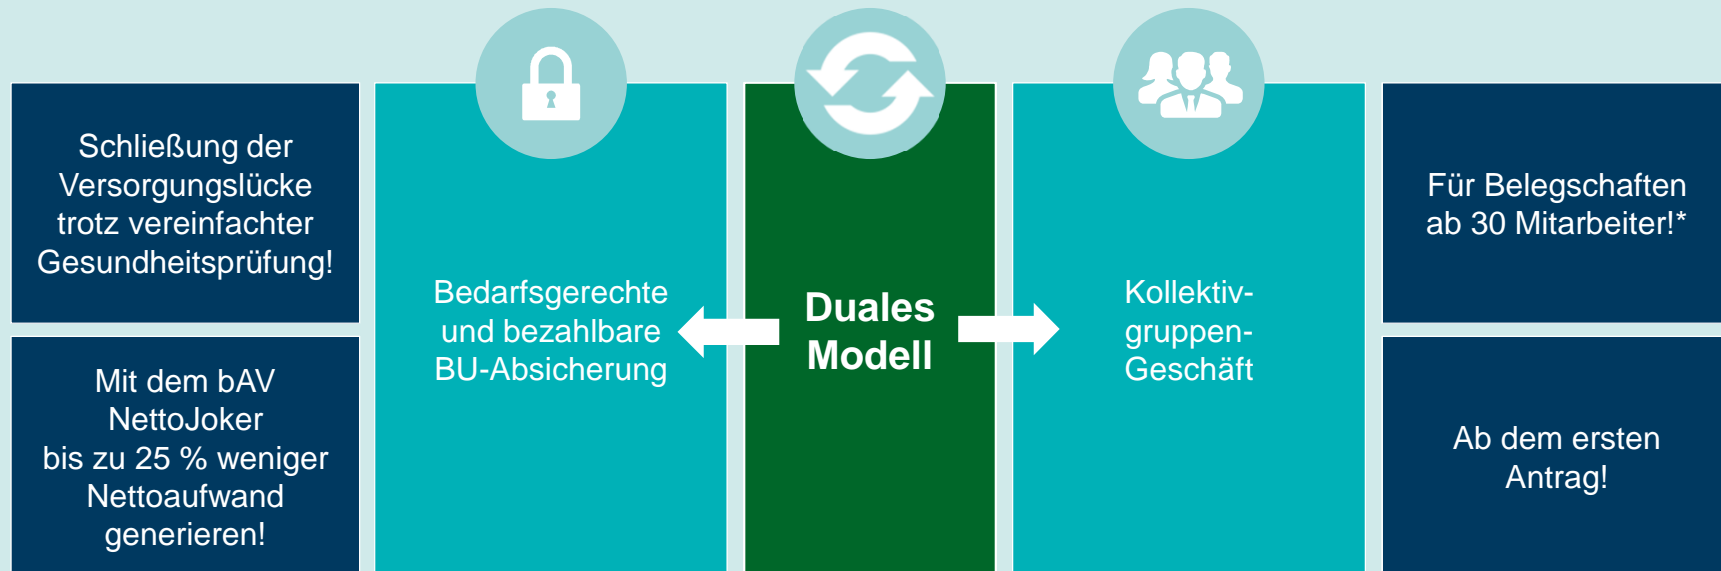 Schließung der
Versorgungslücke
trotz vereinfachter
Gesundheitsprüfung!
Mit dem bAV
NettoJoker
bis zu 25 % weniger
Nettoaufwand
generieren!
Bedarfsgerechte
und bezahlbare
BU-Absicherung
Duales
Modell
Kollektiv-
gruppen-
Geschäft
Für Belegschaften
ab 30 Mitarbeiter!*
Ab dem ersten
Antrag!